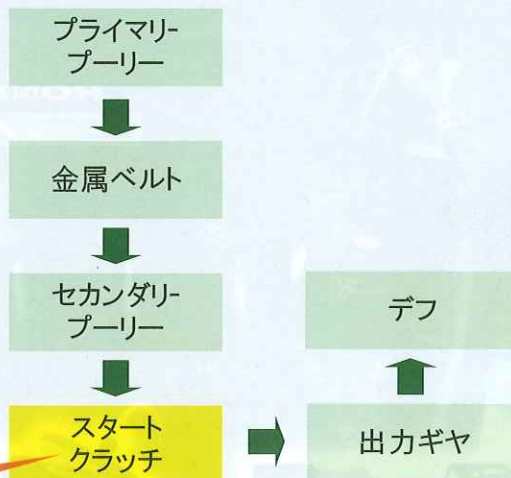 プライマリー
プーリー
金属ベルト
セカンダリー
プーリー
スタート
クラッチ
出力ギヤ
デフ